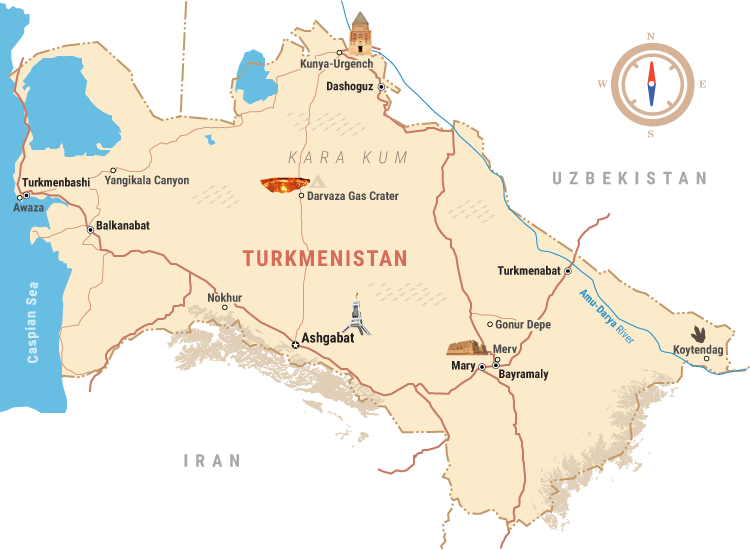 N
Kunya-Urgench
Dashoguz
W
E
S
KARA KUM
Turkmenbashi
Yangikala Canyon
UZBEKISTAN
Awaza
Darvaza Gas Crater
Balkanabat
TURKMENISTAN
Turkmenabat
Caspian Sea
Nokhur
Amu-Darya River
Gonur Depe
Ashgabat
Koytendag
Merv
Mary
Bayramaly
IRAN